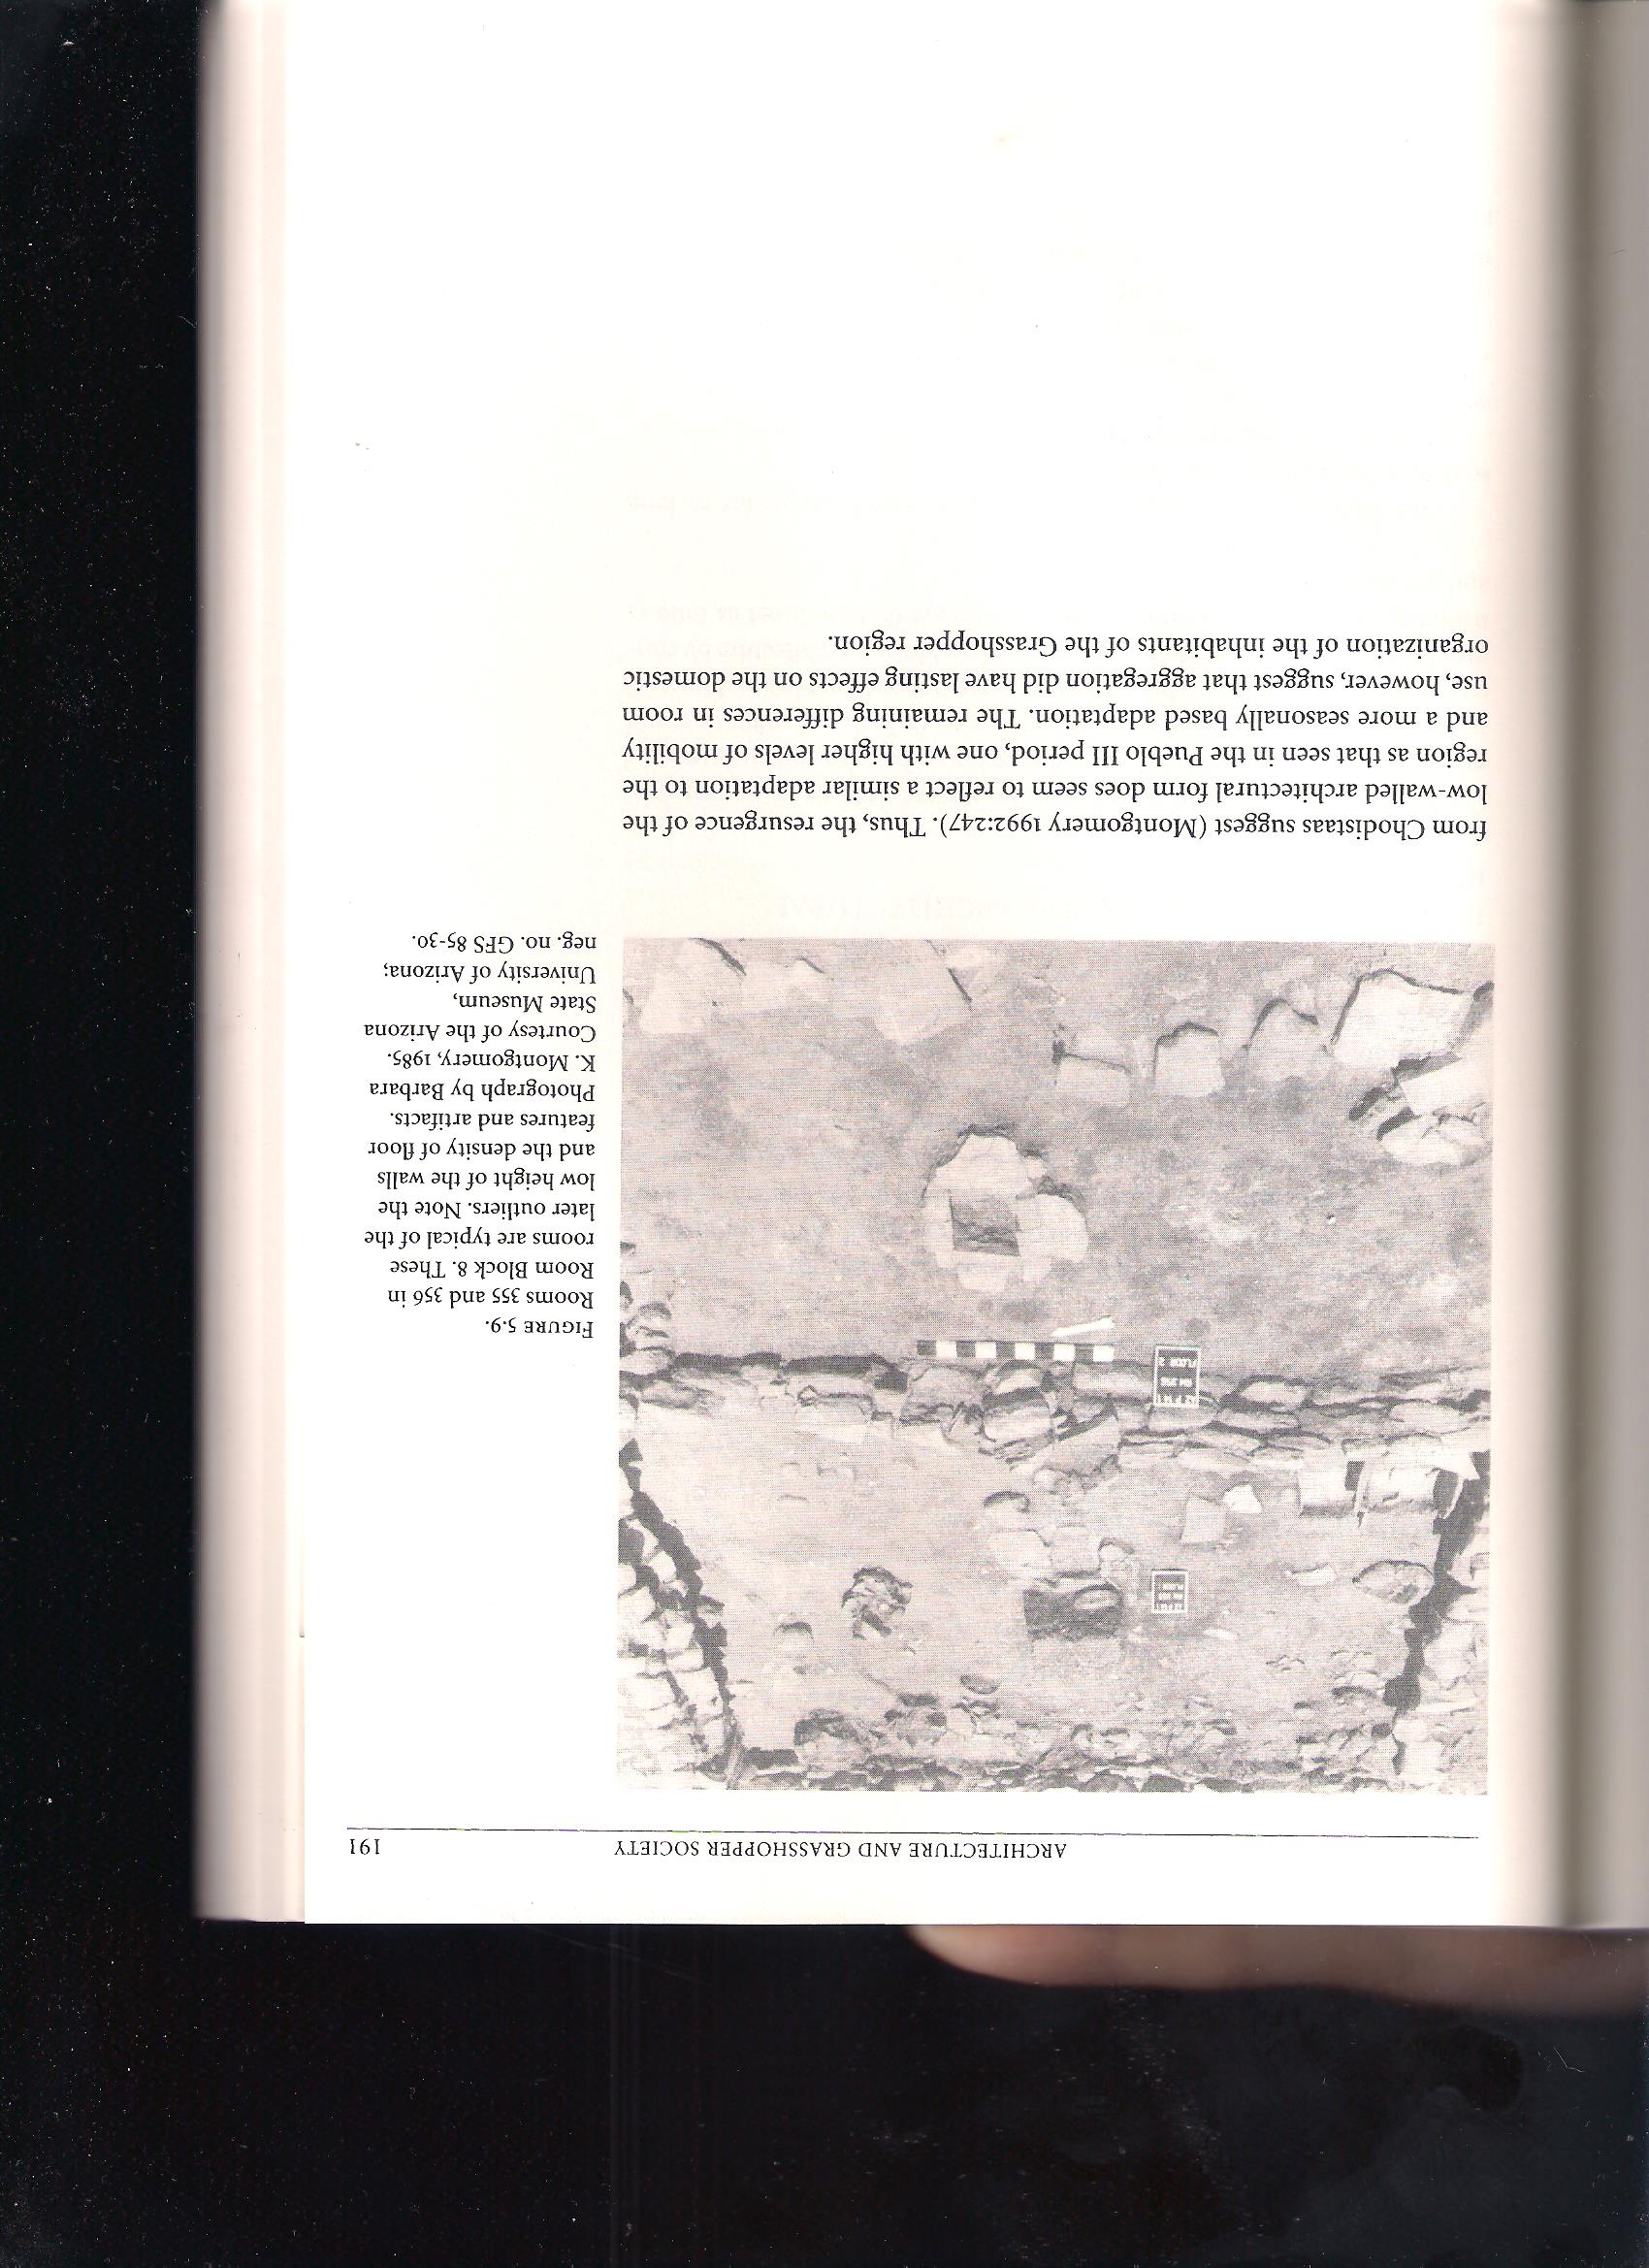 ARCHITECTURE AND GRASSHOPPER SOCIETY 191
FIGURE 5.9.
Rooms 355 and 356 in
Room Block 8. These
rooms are typical of the
later outliers. Note the
low height of the walls
and the density of floor
features and artifacts.
Photograph by Barbara
K. Montgomery, 1985.
Courtesy of the Arizona
State Museum,
University of Arizona;
neg. no. GFS 85-30.
FLOOR 2
from Chodistaas suggest (Montgomery 1992:247). Thus, the resurgence of the
low-walled architectural form does seem to reflect a similar adaptation to the
region as that seen in the Pueblo III period, one with higher levels of mobility
and a more seasonally based adaptation. The remaining differences in room
use, however, suggest that aggregation did have lasting effects on the domestic
organization of the inhabitants of the Grasshopper region.